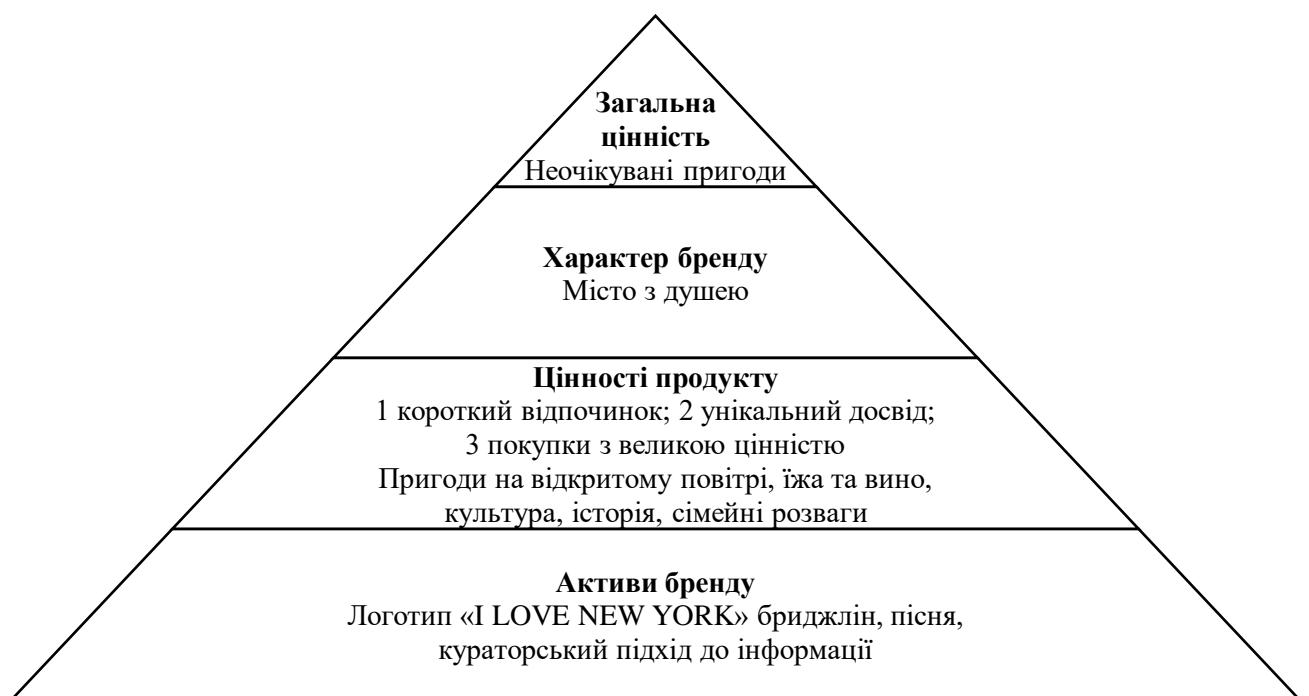 Загальна
цінність
Неочікувані пригоди
Характер бренду
Місто з душею
Цінності продукту
1 короткий відпочинок; 2 унікальний досвід;
3 покупки з великою цінністю
Пригоди на відкритому повітрі, їжа та вино,
культура, історія, сімейні розваги
Активи бренду
Логотип «I LOVE NEW YORK» бриджлін, пісня,
кураторський підхід до інформації